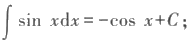 ∫ sin xdx = -cos x+C;